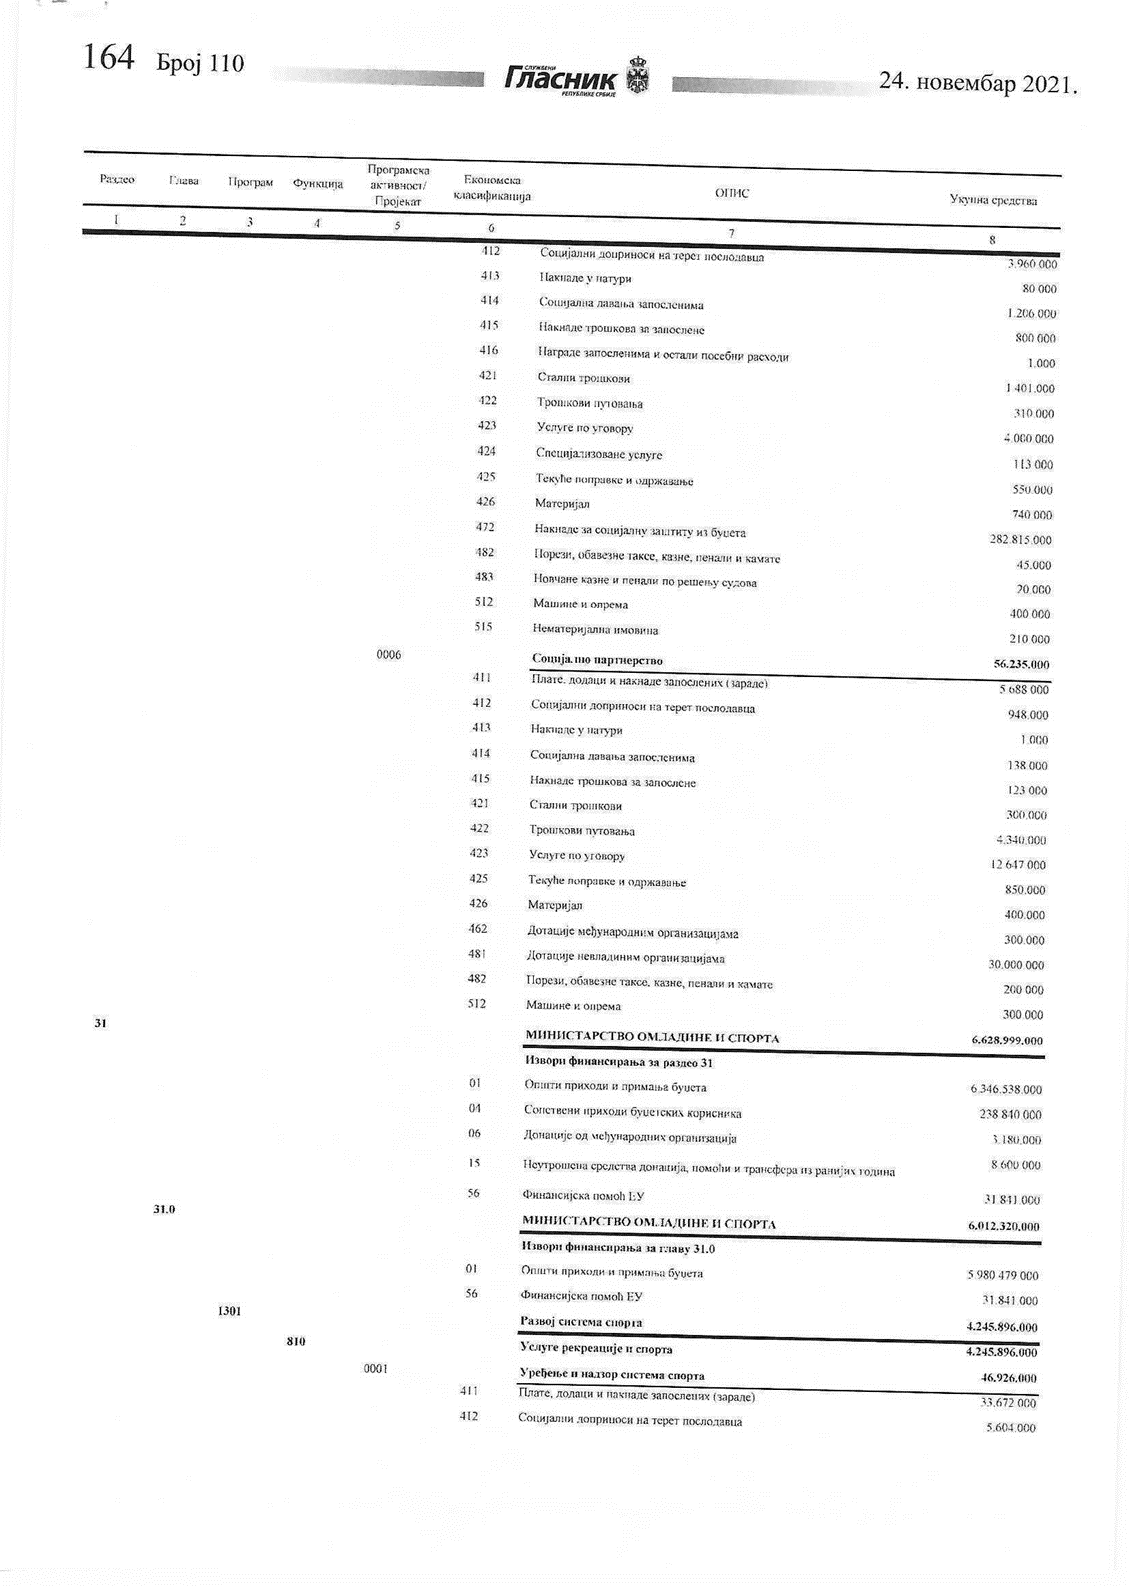 164 Број 110
СЛУЖБЕНИ
ГЛАСНИК
РЕПУБЛИКЕ СРБИЈЕ
24. новембар 2021.
Раздео Глава Програм Функција Програмска активност/ Пројекат Економска класификација ОПИС Укупна средства
1 2 3 4 5 6 7 8
412 Социјални доприноси на терет послодавца 3.960.000
413 Накнаде у натури 80.000
414 Социјална давања запосленима 1.206.000
415 Накнаде трошкова за запослене 800.000
416 Награде запосленима и остали посебни расходи 1.000
421 Стални трошкови 1.401.000
422 Трошкови путовања 310.000
423 Услуге по уговору 4.000.000
424 Специјализоване услуге 113.000
425 Текуће поправке и одржавање 550.000
426 Материјал 740.000
472 Накнаде за социјалну заштиту из буџета 282.815.000
482 Порези, обавезне таксе, казне, пенали и камате 45.000
483 Новчане казне и пенали по решењу судова 20.000
512 Машине и опрема 400.000
515 Нематеријална имовина 210.000
0006 Социјално партнерство 56.235.000
411 Плате, додаци и накнаде запослених (зараде) 5.688.000
412 Социјални доприноси на терет послодавца 948.000
413 Накнаде у натури 1.000
414 Социјална давања запосленима 138.000
415 Накнаде трошкова за запослене 123.000
421 Стални трошкови 300.000
422 Трошкови путовања 4.340.000
423 Услуге по уговору 12.647.000
425 Текуће поправке и одржавање 850.000
426 Материјал 400.000
462 Дотације међународним организацијама 300.000
481 Дотације невладиним организацијама 30.000.000
482 Порези, обавезне таксе, казне, пенали и камате 200.000
512 Машине и опрема 300.000
31 МИНИСТАРСТВО ОМЛАДИНЕ И СПОРТА 6.628.999.000
Извори финансирања за раздео 31
01 Општи приходи и примања буџета 6.346.538.000
04 Сопствени приходи буџетских корисника 238.840.000
06 Донације од међународних организација 3.180.000
15 Неутрошена средства донација, помоћи и трансфера из ранијих година 8.600.000
56 Финансијска помоћ ЕУ 31.841.000
31.0 МИНИСТАРСТВО ОМЛАДИНЕ И СПОРТА 6.012.320.000
Извори финансирања за главу 31.0
01 Општи приходи и примања буџета 5.980.479.000
56 Финансијска помоћ ЕУ 31.841.000
1301 Развој система спорта 4.245.896.000
810 Услуге рекреације и спорта 4.245.896.000
0001 Уређење и надзор система спорта 46.926.000
411 Плате, додаци и накнаде запослених (зараде) 33.672.000
412 Социјални доприноси на терет послодавца 5.604.000